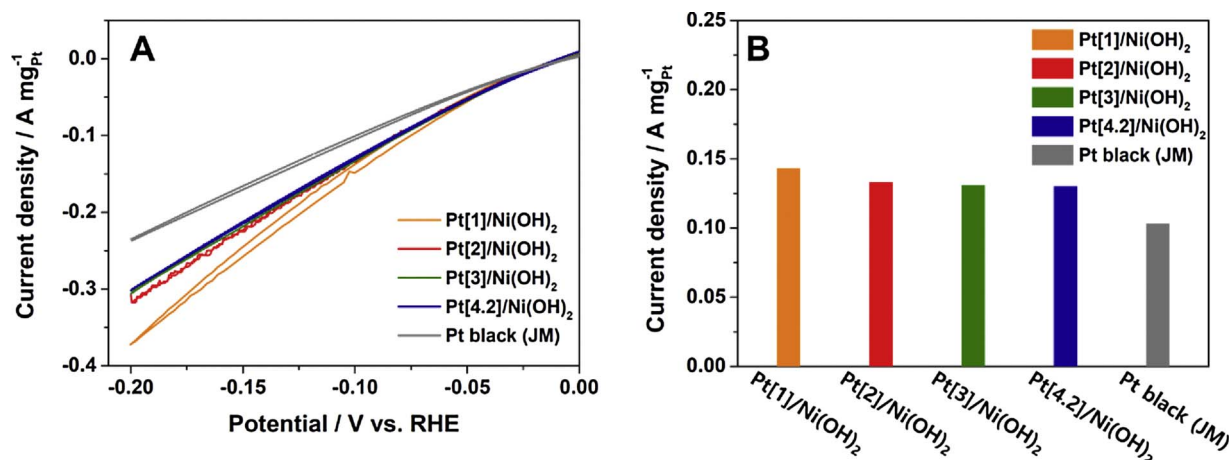 A
0.0
-0.1
-0.2
-0.3
-0.4
Current density / A mg⁻¹Pt
-0.20
-0.15
-0.10
-0.05
0.00
Potential / V vs. RHE
Pt[1]/Ni(OH)₂
Pt[2]/Ni(OH)₂
Pt[3]/Ni(OH)₂
Pt[4.2]/Ni(OH)₂
Pt black (JM)
B
0.25
0.20
0.15
0.10
0.05
0.00
Current density / A mg⁻¹Pt
Pt[1]/Ni(OH)₂
Pt[2]/Ni(OH)₂
Pt[3]/Ni(OH)₂
Pt[4.2]/Ni(OH)₂
Pt black (JM)
Pt[1]/Ni(OH)₂
Pt[2]/Ni(OH)₂
Pt[3]/Ni(OH)₂
Pt[4.2]/Ni(OH)₂
Pt black (JM)